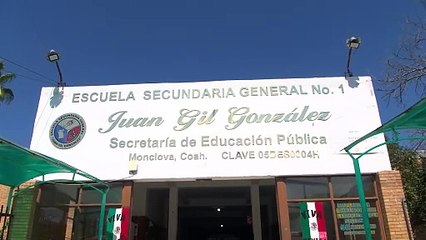 ESCUELA SECUNDARIA GENERAL No. 1
Juan Gil González
Secretaría de Educación Pública
Monclova, Coah. CLAVE 05DES0004H